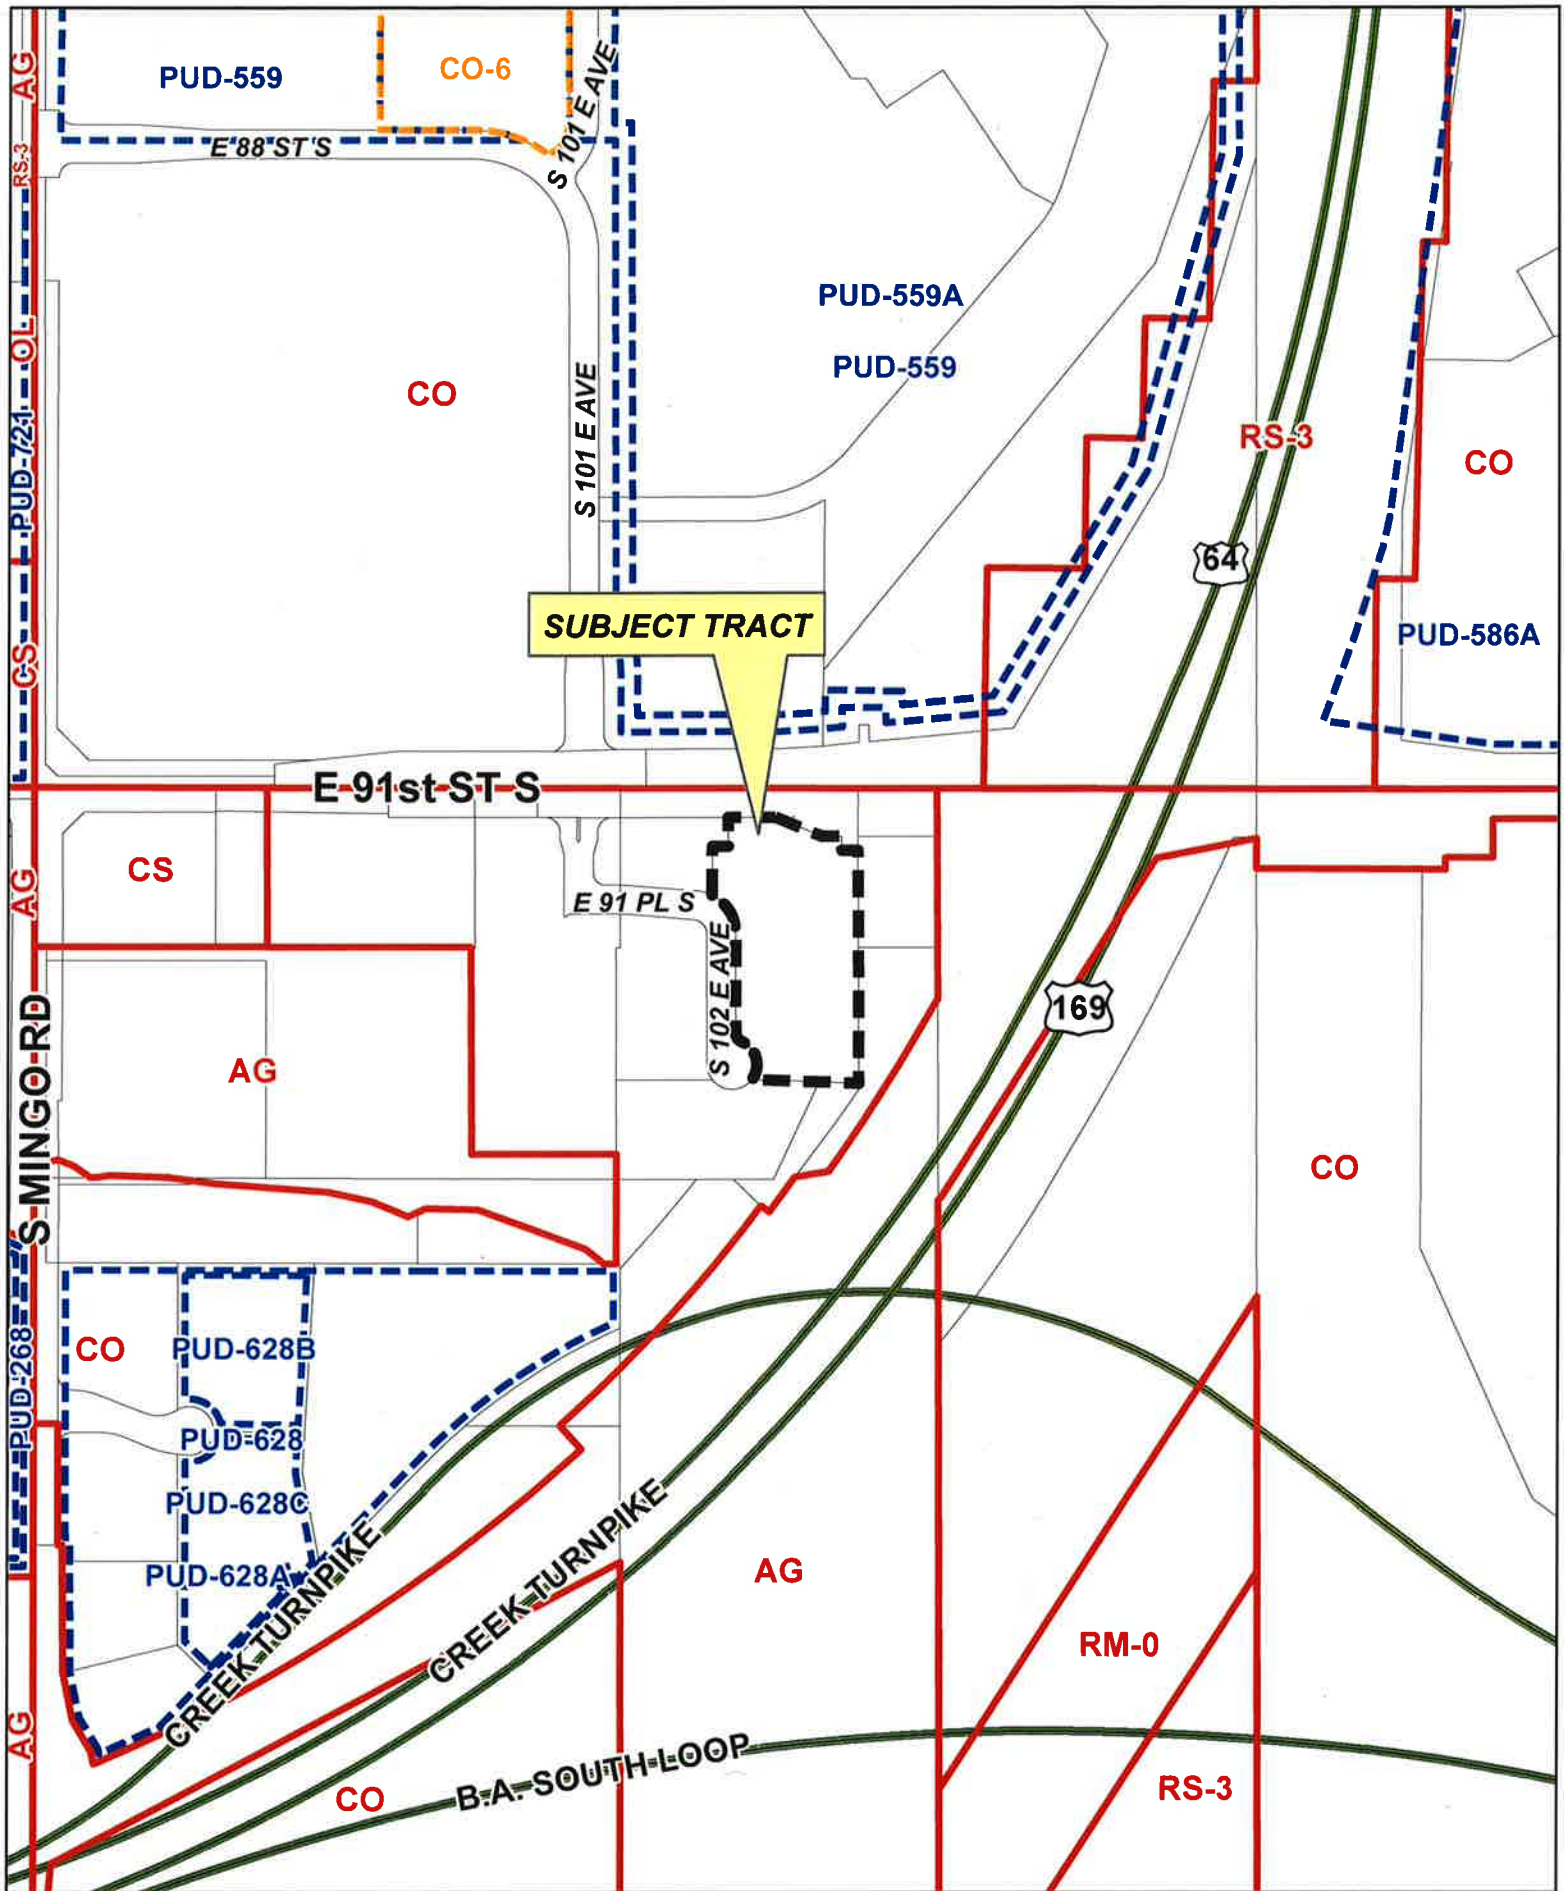 AG
PUD-559
CO-6
S 101 E AVE
E 88 ST S
RS-3
PUD-559A
OL
PUD-559
CO
S 101 E AVE
RS-3
CO
PUD-721
64
SUBJECT TRACT
PUD-586A
CS
E 91st ST S
CS
AG
E 91 PL S
S 102 E AVE
169
S MINGO RD
AG
CO
PUD-268
CO
PUD-628B
PUD-628
PUD-628C
PUD-628A
CREEK TURNPIKE
CREEK TURNPIKE
AG
RM-0
AG
B.A. SOUTH LOOP
CO
RS-3